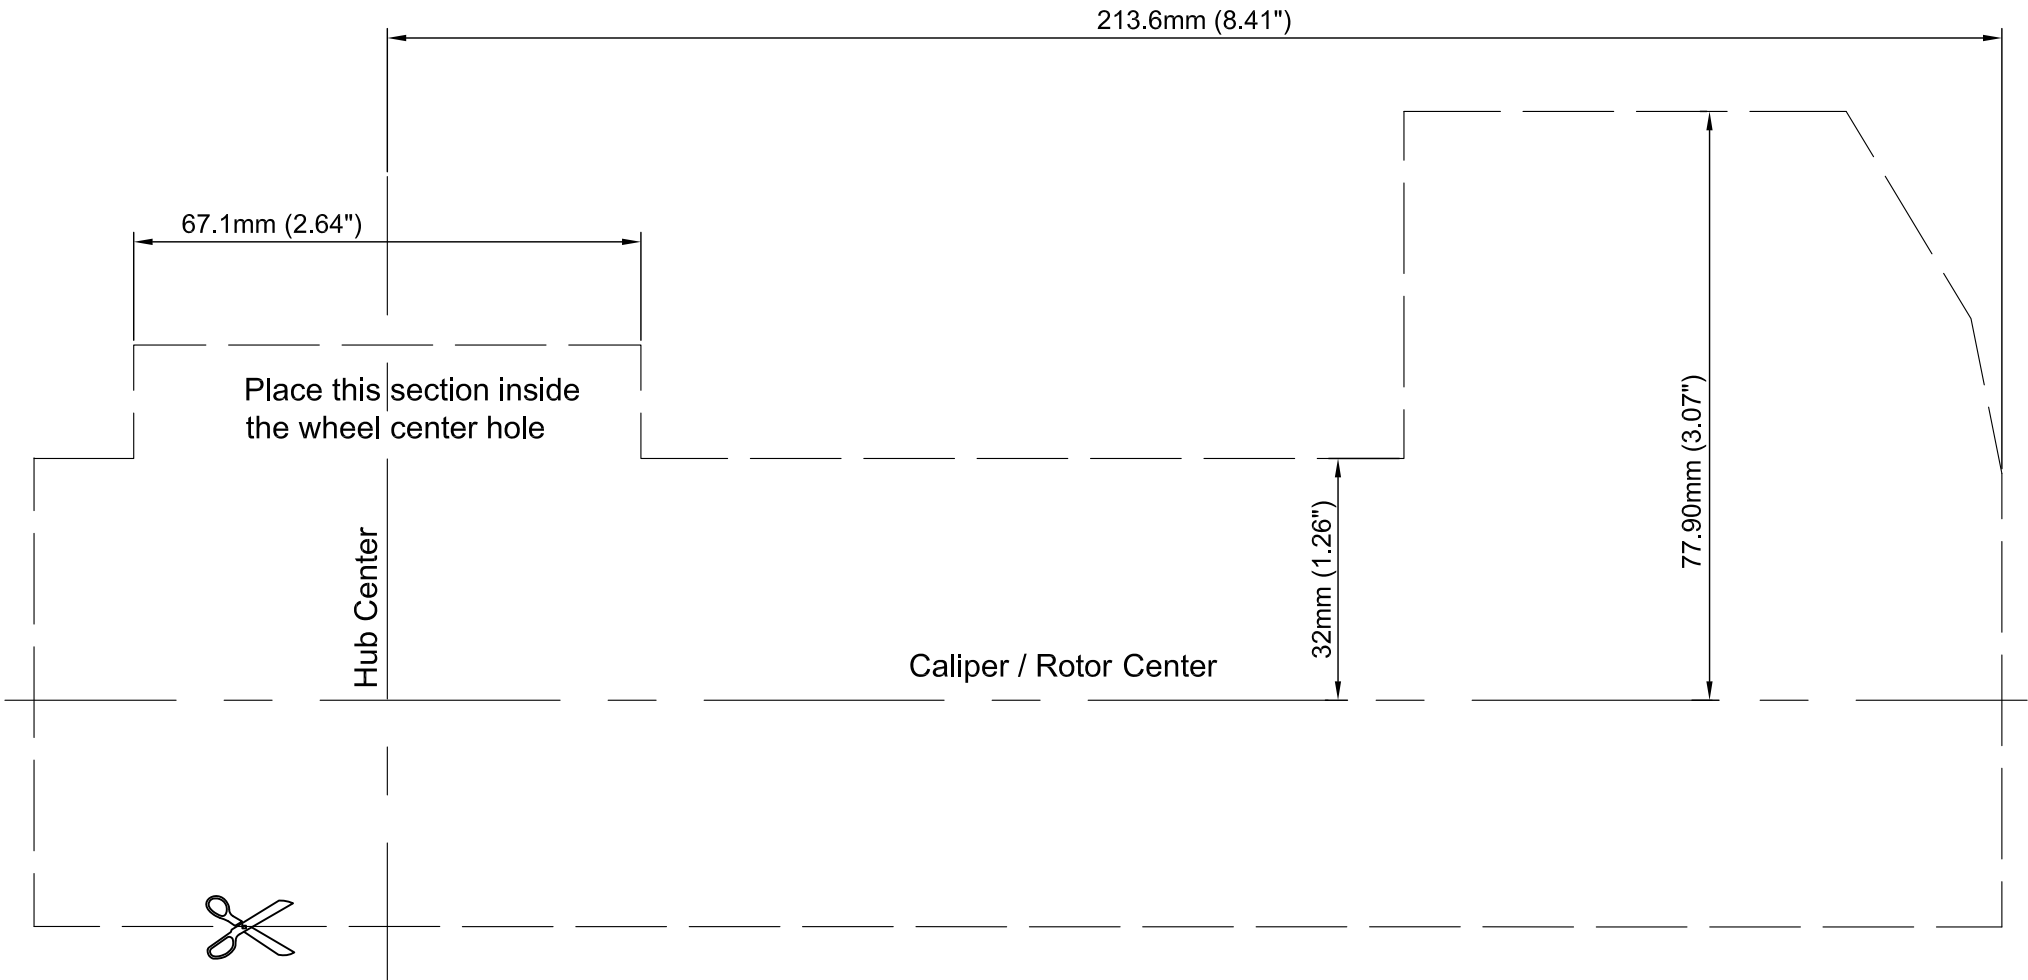 213.6mm (8.41")
67.1mm (2.64")
Place this section inside
the wheel center hole
77.90mm (3.07")
32mm (1.26")
Hub Center
Caliper / Rotor Center